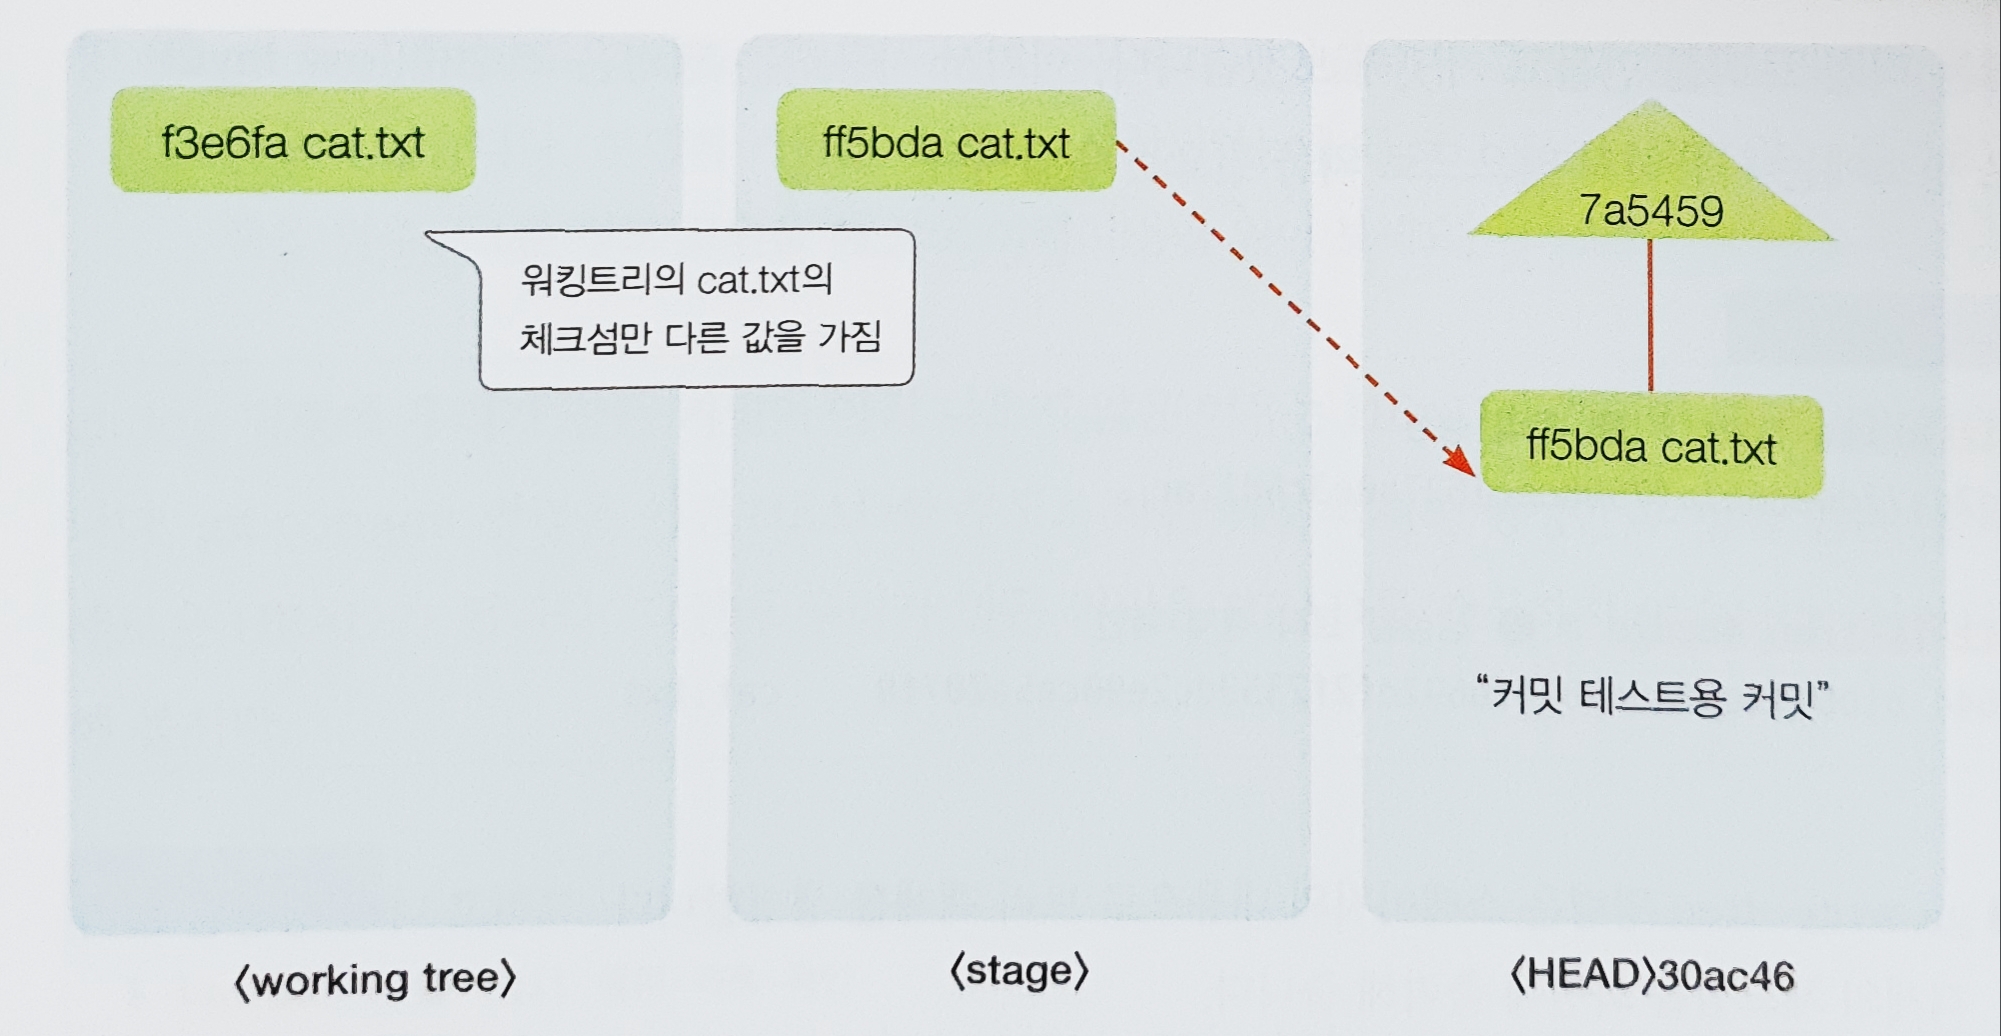 f3e6fa cat.txt
워킹트리의 cat.txt의
체크섬만 다른 값을 가짐
〈working tree〉
ff5bda cat.txt
〈stage〉
7a5459
ff5bda cat.txt
“커밋 테스트용 커밋”
〈HEAD〉30ac46